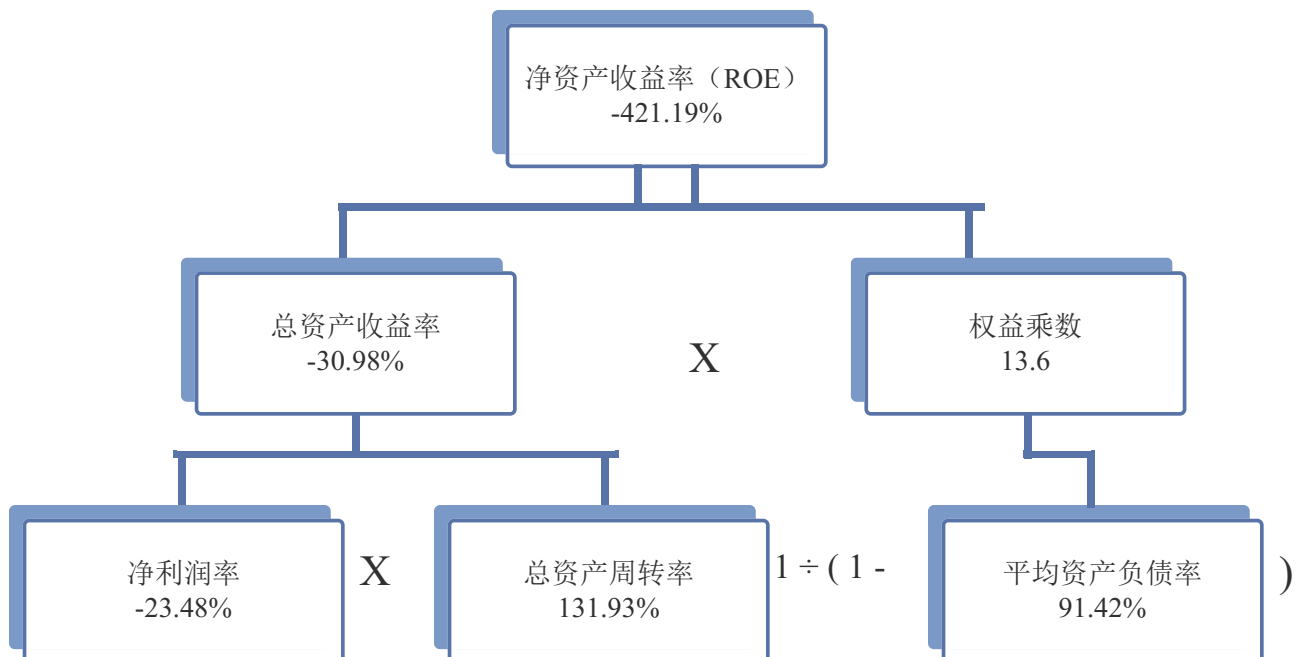 净资产收益率（ROE）
-421.19%
总资产收益率
-30.98%
X
权益乘数
13.6
净利润率
-23.48%
X
总资产周转率
131.93%
1 ÷ ( 1 -
平均资产负债率
91.42%
)